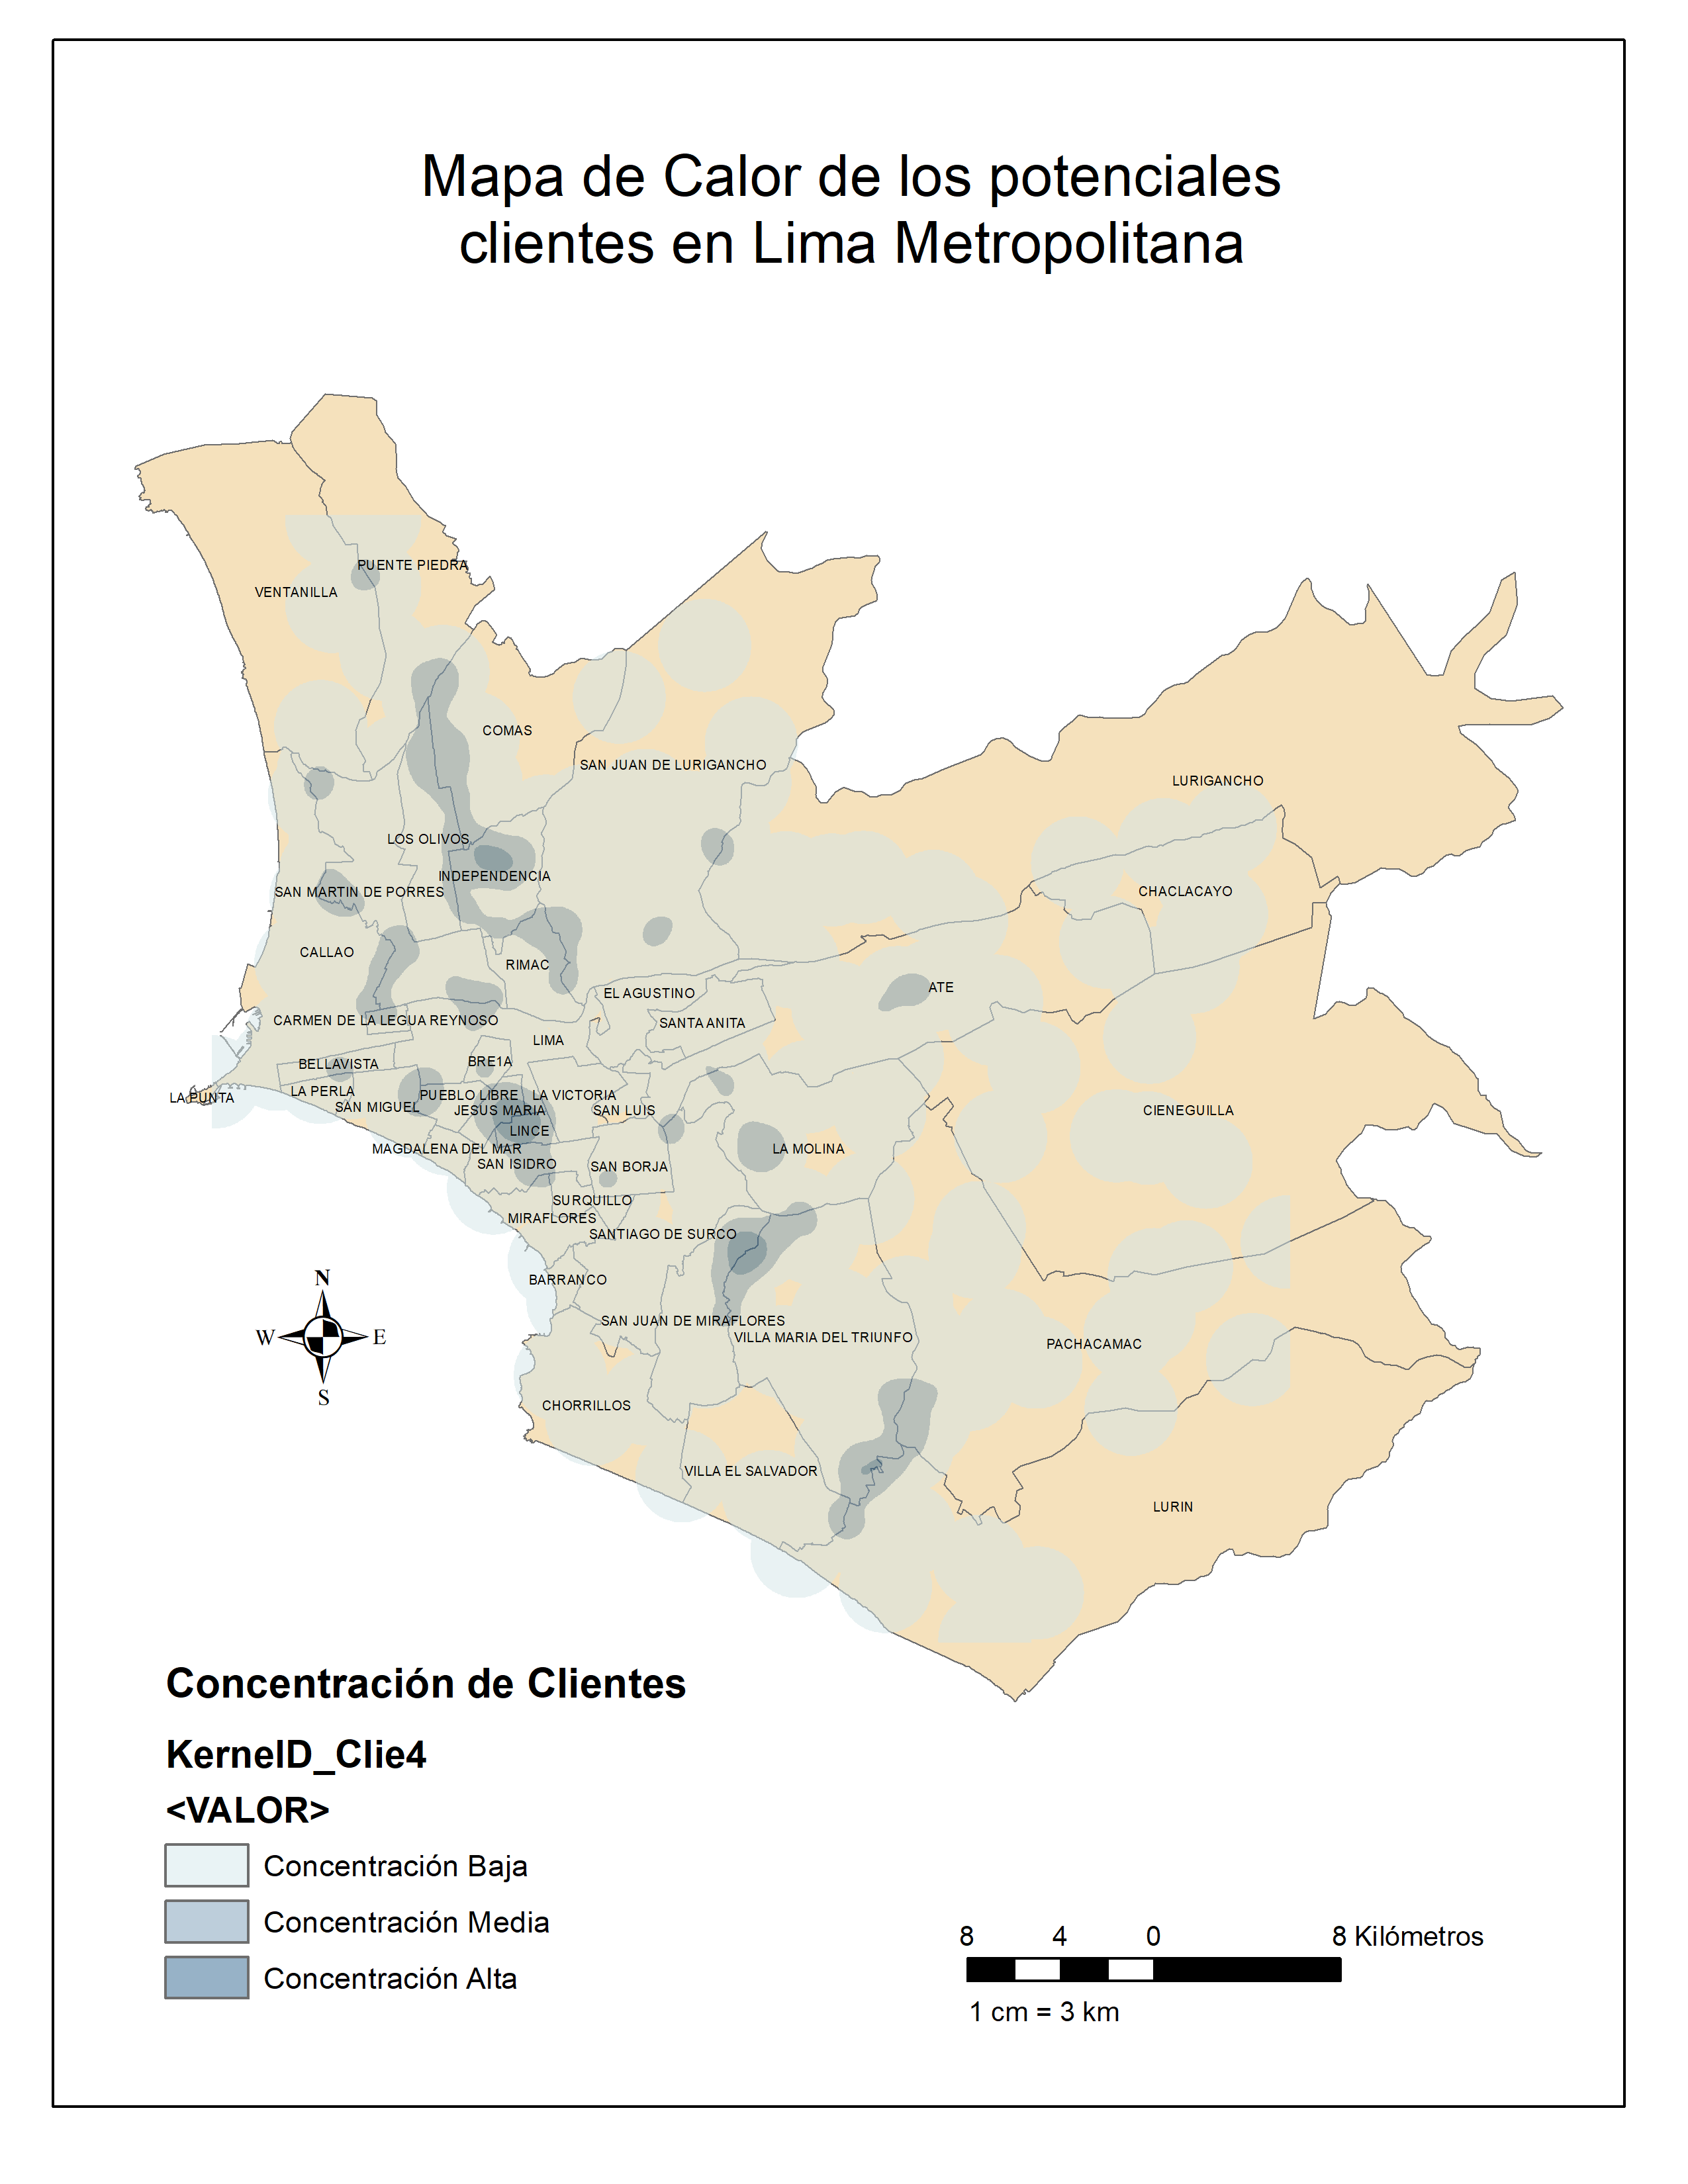 Mapa de Calor de los potenciales
clientes en Lima Metropolitana
PUENTE PIEDRA
VENTANILLA
COMAS
SAN JUAN DE LURIGANCHO
LURIGANCHO
LOS OLIVOS
INDEPENDENCIA
SAN MARTIN DE PORRES
CHACLACAYO
CALLAO
RIMAC
ATE
EL AGUSTINO
CARMEN DE LA LEGUA REYNOSO
SANTA ANITA
LIMA
BELLAVISTA
BRE1A
LA PERLA
LA PUNTA
PUEBLO LIBRE
LA VICTORIA
SAN MIGUEL
JESUS MARIA
SAN LUIS
CIENEGUILLA
LINCE
MAGDALENA DEL MAR
LA MOLINA
SAN ISIDRO
SAN BORJA
SURQUILLO
MIRAFLORES
SANTIAGO DE SURCO
BARRANCO
N
W
E
S
SAN JUAN DE MIRAFLORES
VILLA MARIA DEL TRIUNFO
PACHACAMAC
CHORRILLOS
VILLA EL SALVADOR
LURIN
Concentración de Clientes
KernelD_Clie4
<VALOR>
Concentración Baja
Concentración Media
Concentración Alta
8 4 0 8 Kilómetros
1 cm = 3 km